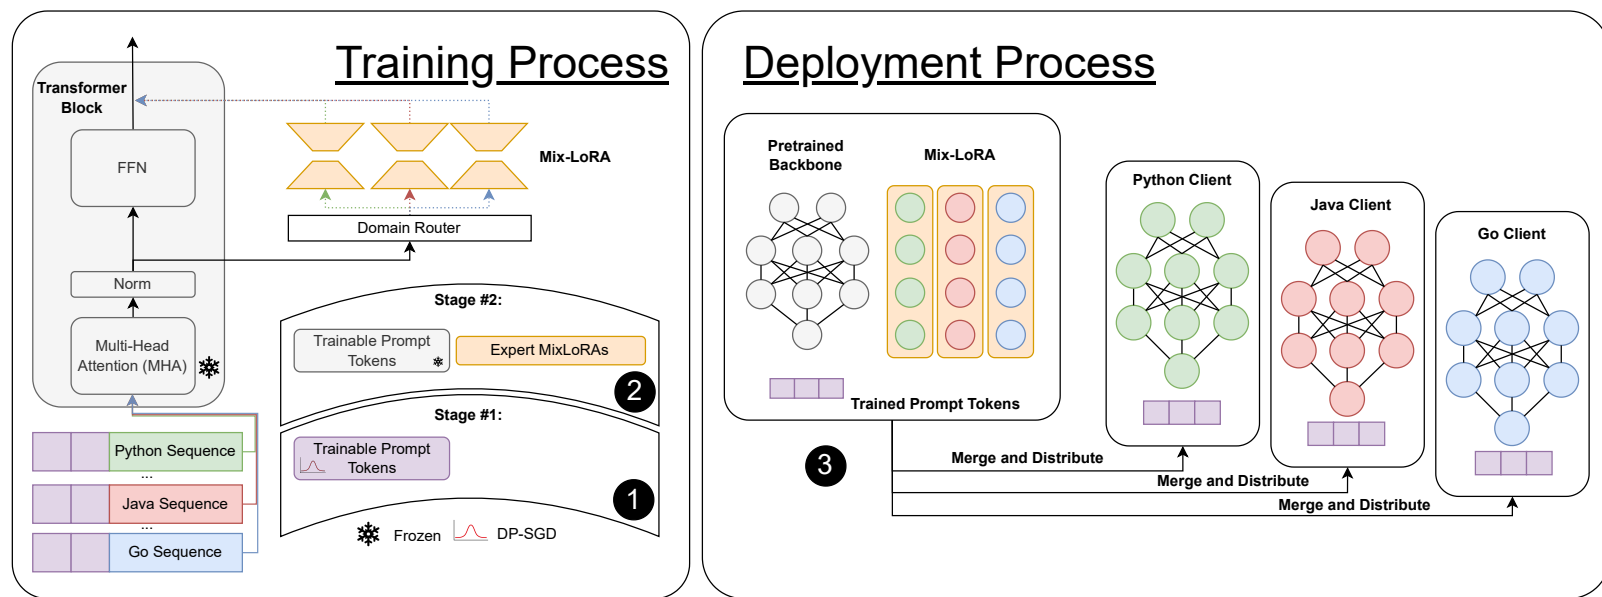 Training Process
Transformer
Block
FFN
Mix-LoRA
Domain Router
Norm
Multi-Head
Attention (MHA)
Stage #2:
Trainable Prompt
Tokens
Expert MixLoRAs
2
Stage #1:
Trainable Prompt
Tokens
1
Python Sequence
...
Java Sequence
...
Go Sequence
Frozen
DP-SGD
Deployment Process
Pretrained
Backbone
Mix-LoRA
Trained Prompt Tokens
3
Python Client
Java Client
Go Client
Merge and Distribute
Merge and Distribute
Merge and Distribute